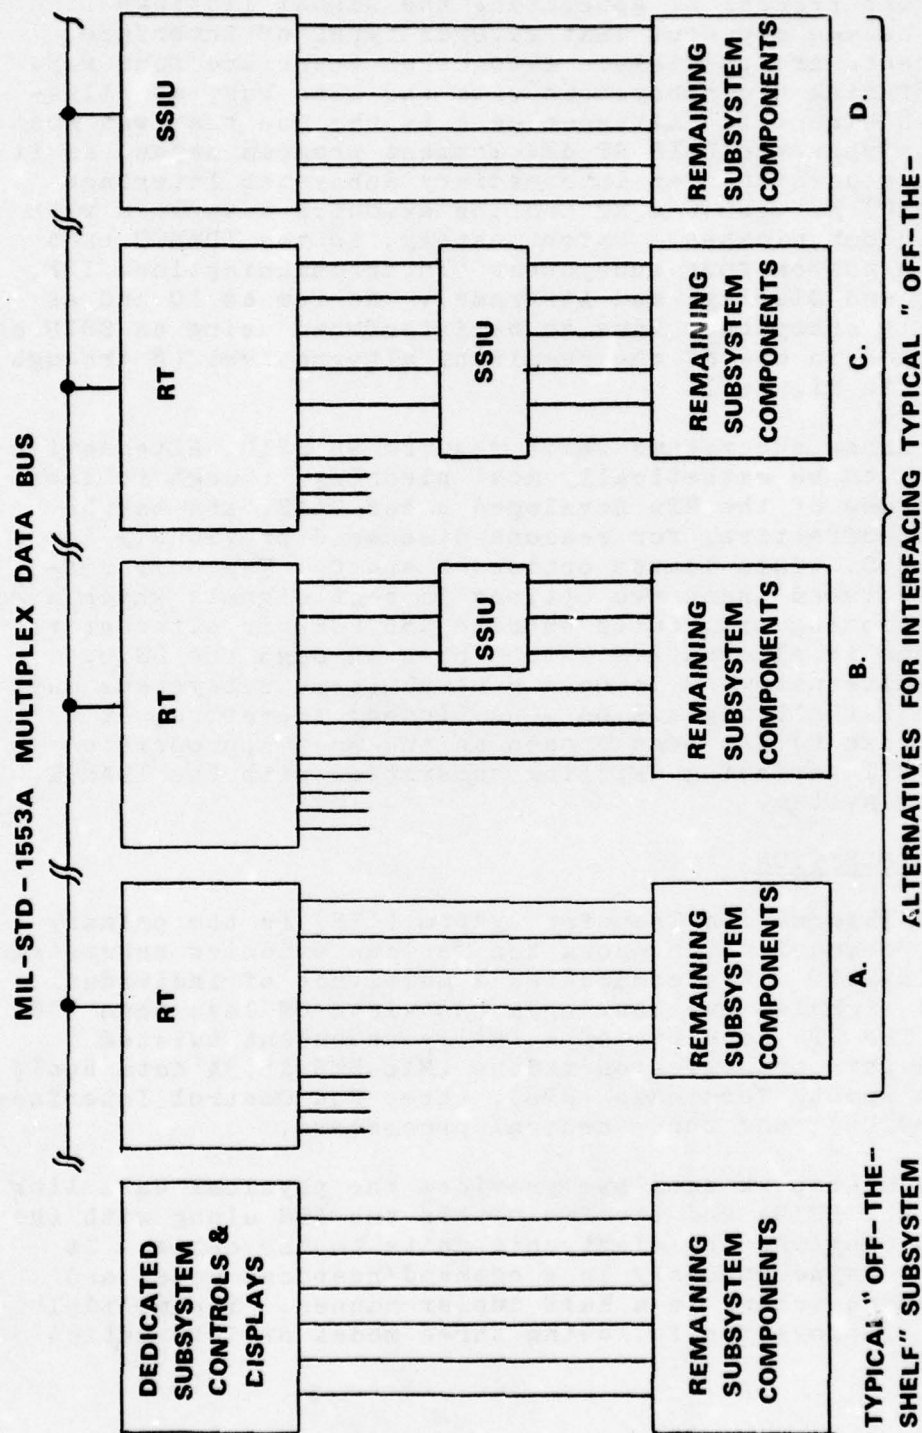 MIL-STD-1553A MULTIPLEX DATA BUS
DEDICATED
SUBSYSTEM
CONTROLS &
DISPLAYS
REMAINING
SUBSYSTEM
COMPONENTS
TYPICAL "OFF-THE-
SHELF" SUBSYSTEM
RT
REMAINING
SUBSYSTEM
COMPONENTS
A.
RT
SSIU
REMAINING
SUBSYSTEM
COMPONENTS
B.
RT
SSIU
REMAINING
SUBSYSTEM
COMPONENTS
C.
SSIU
REMAINING
SUBSYSTEM
COMPONENTS
D.
ALTERNATIVES FOR INTERFACING TYPICAL "OFF-THE-